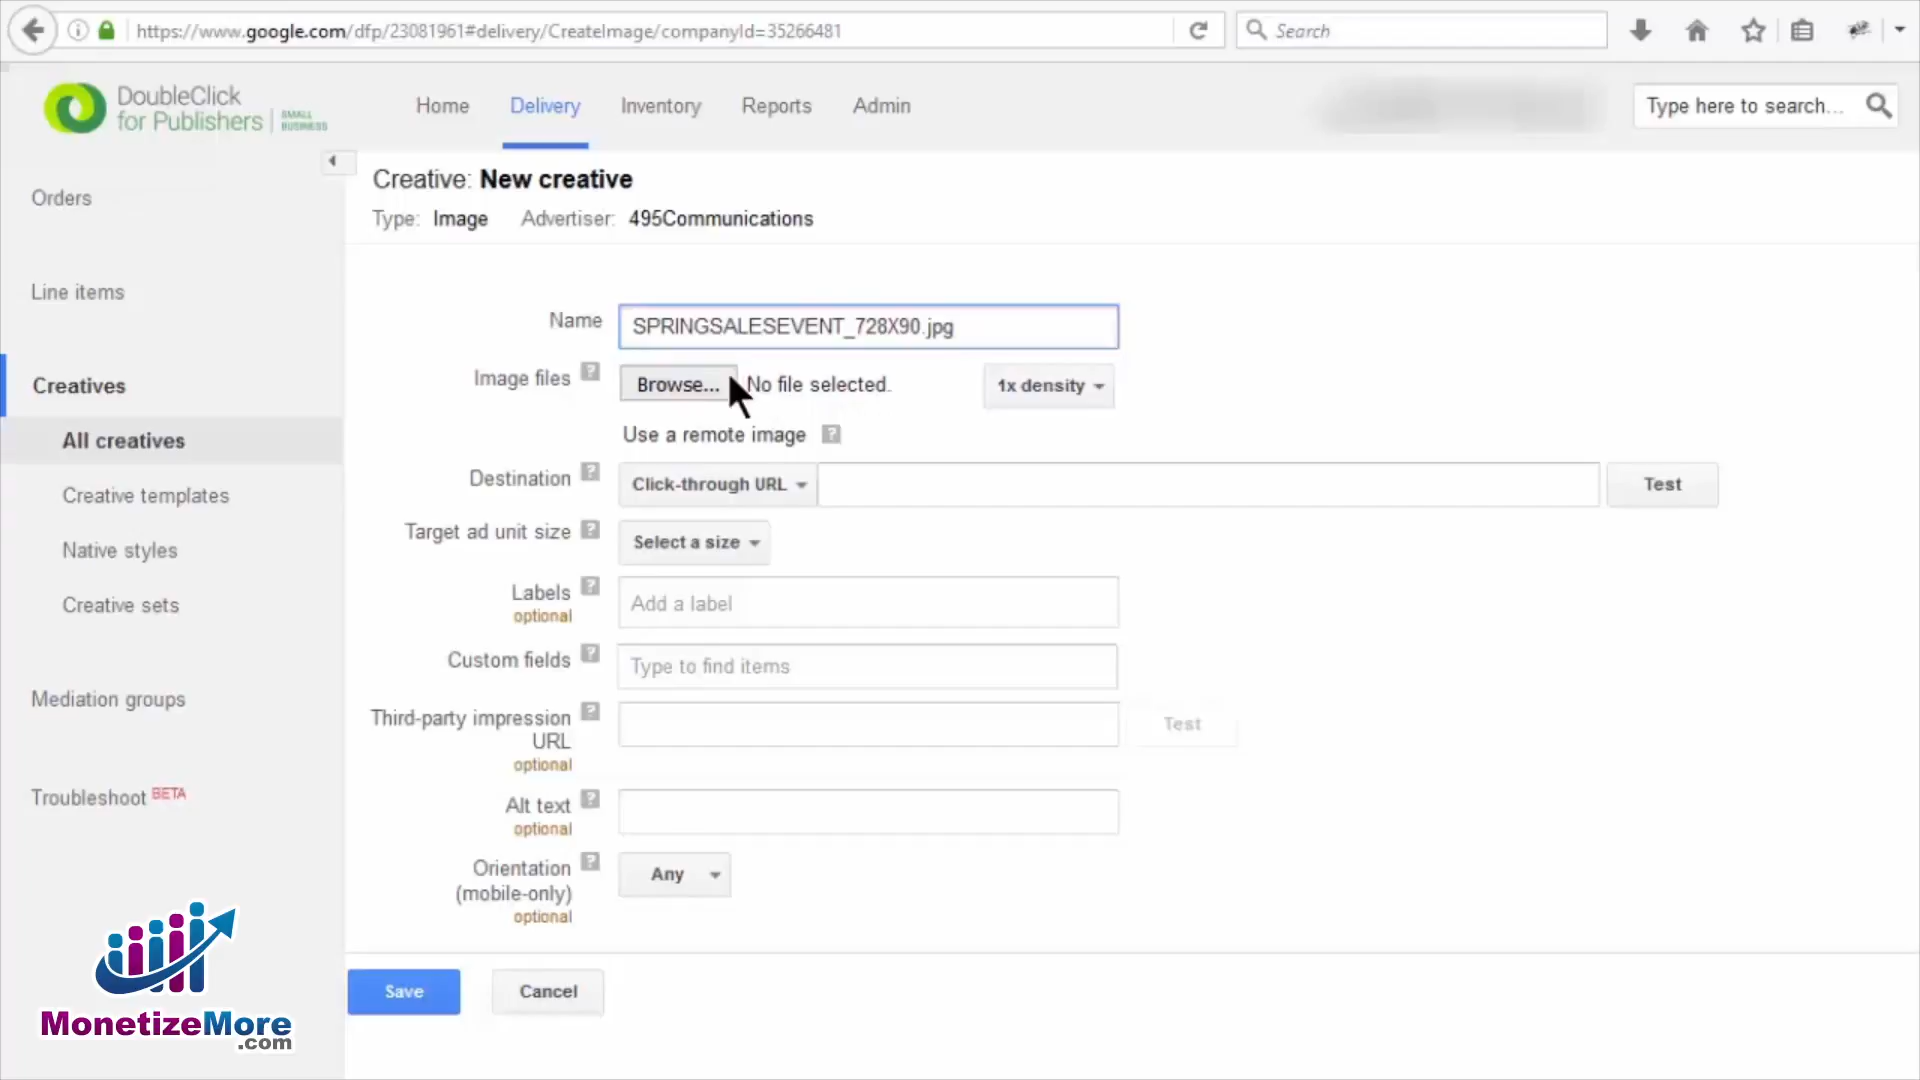 https://www.google.com/dfp/23081961#delivery/CreateImage/companyId=35266481
Search
DoubleClick
for Publishers
SMALL
BUSINESS
Home
Delivery
Inventory
Reports
Admin
Type here to search...
Orders
Line items
Creatives
All creatives
Creative templates
Native styles
Creative sets
Mediation groups
Troubleshoot BETA
Creative: New creative
Type: Image Advertiser: 495Communications
Name
SPRINGSALESEVENT_728X90.jpg
Image files ?
Browse... No file selected.
1x density
Use a remote image ?
Destination ?
Click-through URL
Test
Target ad unit size ?
Select a size
Labels ?
optional
Add a label
Custom fields ?
Type to find items
Third-party impression ?
URL
optional
Test
Alt text ?
optional
Orientation ?
(mobile-only)
optional
Any
Save
Cancel
MonetizeMore
.com